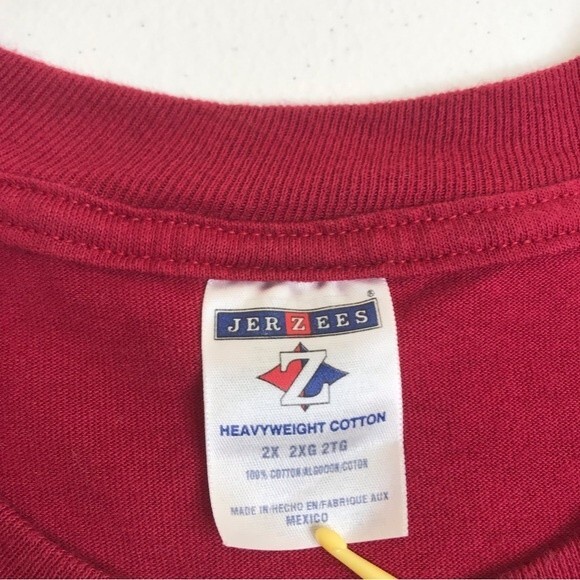 JERZEES®
Z
HEAVYWEIGHT COTTON
2X 2XG 2TG
100% COTTON/ALGODON/COTON
MADE IN/HECHO EN/FABRIQUE AUX
MEXICO